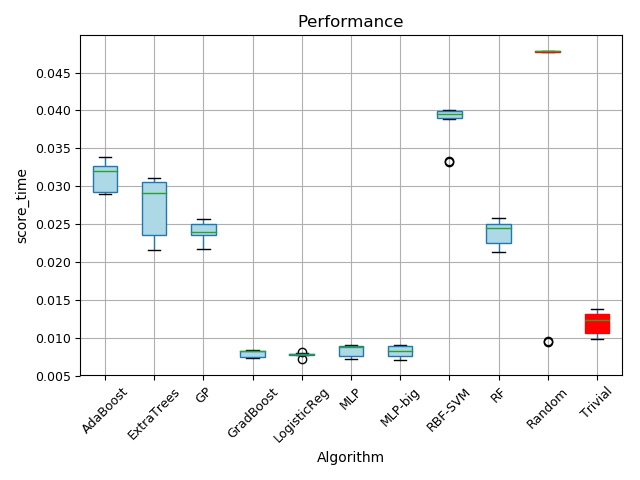 Performance
0.045
0.040
0.035
0.030
0.025
0.020
0.015
0.010
0.005
score_time
AdaBoost
ExtraTrees
GP
GradBoost
LogisticReg
MLP
MLP-big
RBF-SVM
RF
Random
Trivial
Algorithm